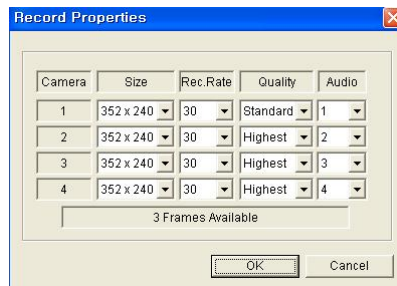 Record Properties
Camera Size Rec.Rate Quality Audio
1 352 x 240 30 Standard 1
2 352 x 240 30 Highest 2
3 352 x 240 30 Highest 3
4 352 x 240 30 Highest 4
3 Frames Available
OK Cancel